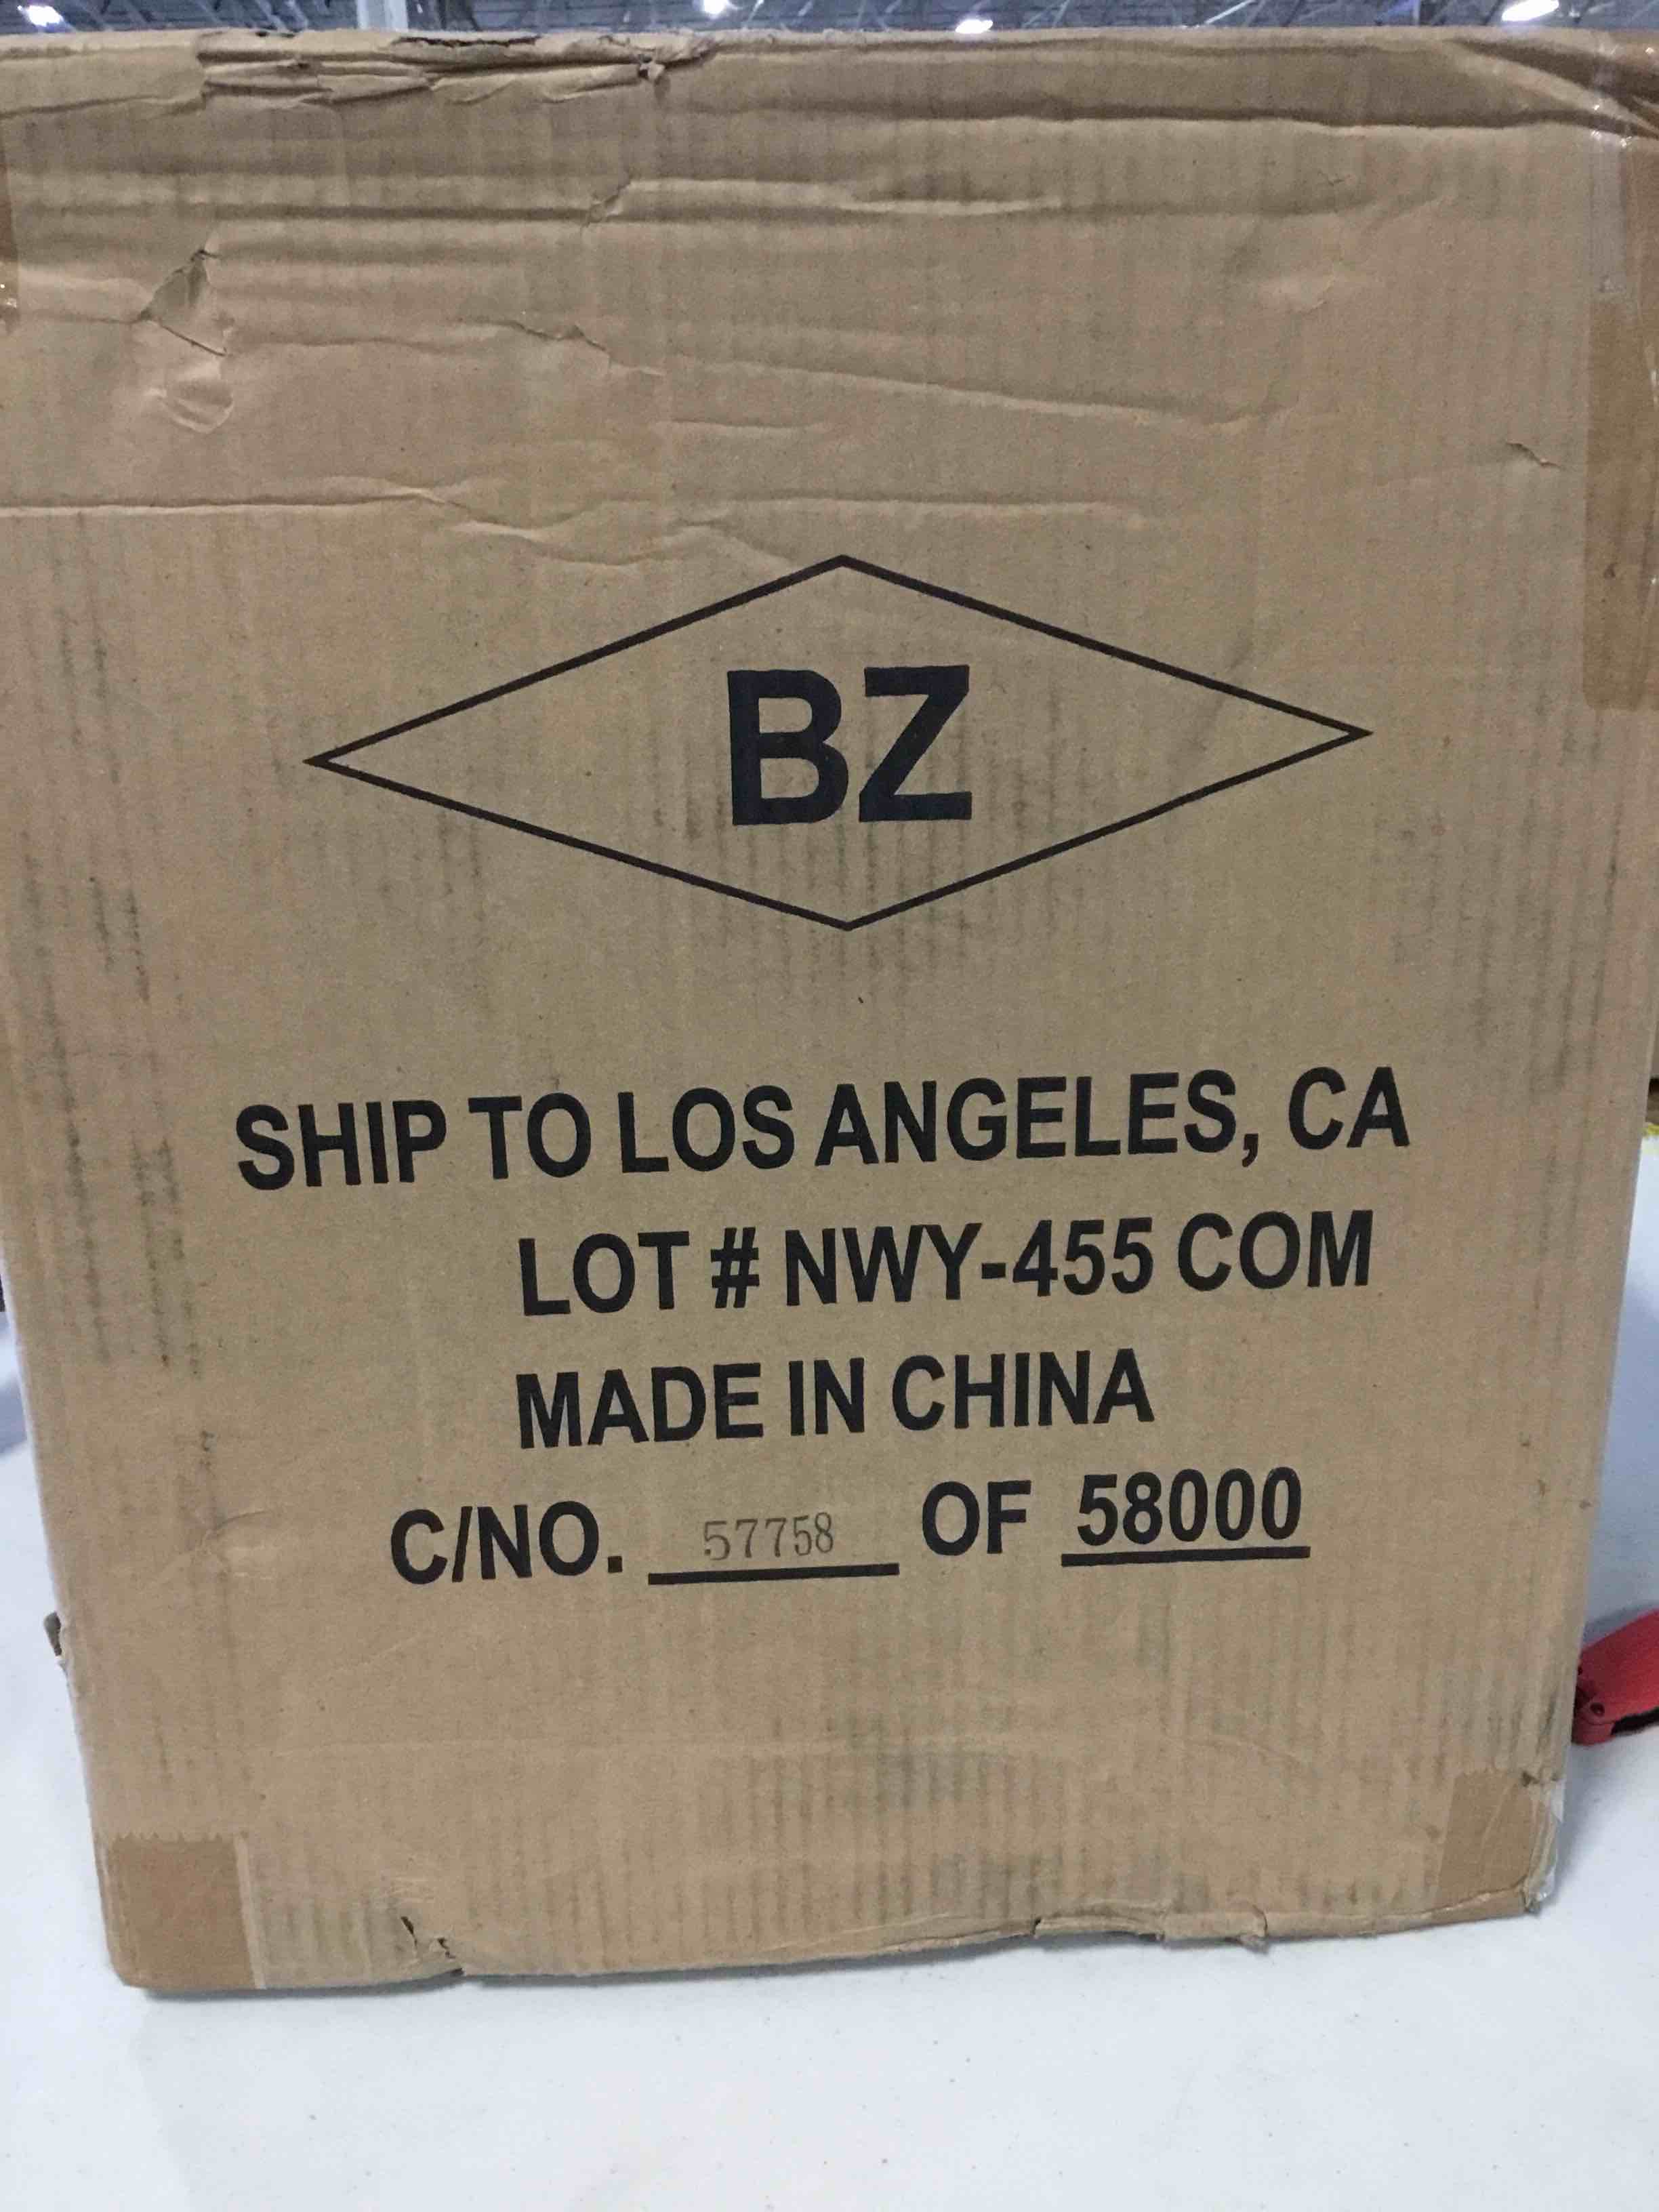 BZ
SHIP TO LOS ANGELES, CA
LOT # NWY-455 COM
MADE IN CHINA
C/NO. 57758 OF 58000